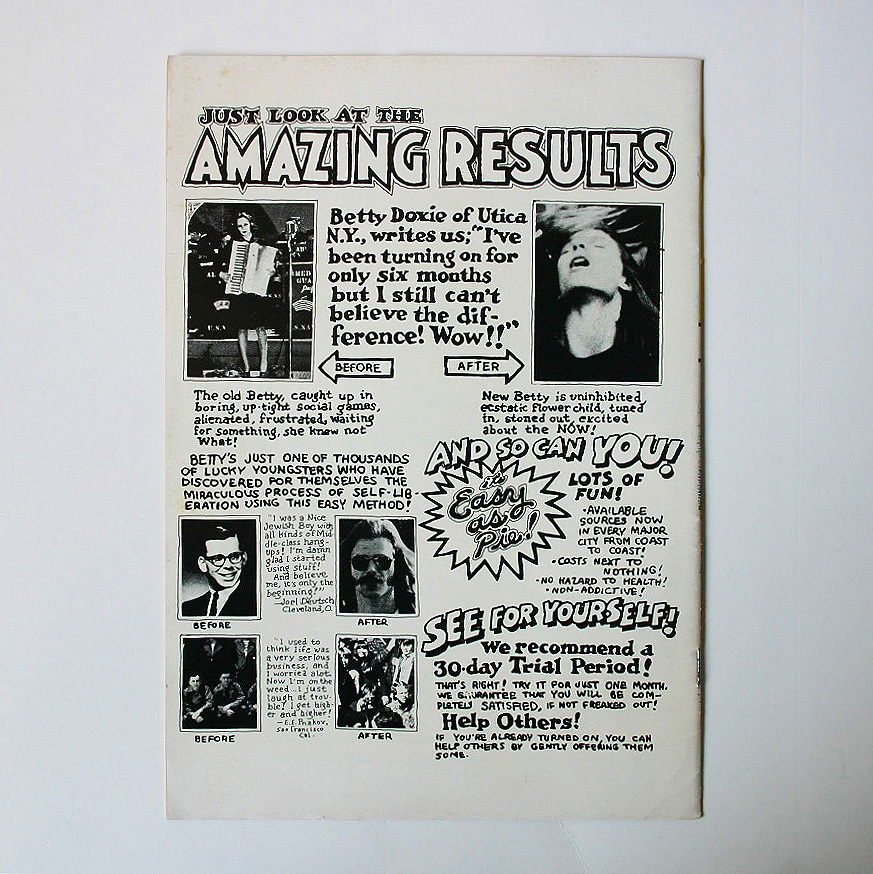 JUST LOOK AT THE
AMAZING RESULTS
Betty Doxie of Utica
N.Y., writes us; "I've
been turning on for
only six months
but I still can't
believe the dif-
ference! Wow!!"
BEFORE
AFTER
The old Betty, caught up in
boring, up-tight social games,
alienated, frustrated, waiting
for something, she knew not
What!
New Betty is uninhibited,
ecstatic flower child, tuned
in, stoned out, excited
about the NOW!
BETTY'S JUST ONE OF THOUSANDS
OF LUCKY YOUNGSTERS WHO HAVE
DISCOVERED FOR THEMSELVES THE
MIRACULOUS PROCESS OF SELF-LIB-
ERATION USING THIS EASY METHOD!
"I was a Nice
Jewish Boy with
all kinds of Mid
dle-class hang-
ups! I'm damn
glad I started
using stuff!
And believe
me, it's only the
beginning!"
—Joel Deutsch
Cleveland, O.
BEFORE
AFTER
"I used to
think life was
a very serious
business, and
I worried alot.
Now I'm on the
weed...I just
laugh at trou-
ble! I get high-
er and higher!
—E.F.
San Francisco
Cal.
BEFORE
AFTER
AND SO CAN YOU!
it's
Easy
as
Pie!
LOTS OF
FUN!
•AVAILABLE
SOURCES NOW
IN EVERY MAJOR
CITY FROM COAST
TO COAST!
•COSTS NEXT TO
NOTHING!
•NO HAZARD TO HEALTH!
•NON-ADDICTIVE!
SEE FOR YOURSELF!
We recommend a
30-day Trial Period!
THAT'S RIGHT! TRY IT FOR JUST ONE MONTH.
WE GUARANTEE THAT YOU WILL BE COM-
PLETELY SATISFIED, IF NOT FREAKED OUT!
Help Others!
IF YOU'RE ALREADY TURNED ON, YOU CAN
HELP OTHERS BY GENTLY OFFERING THEM
SOME.